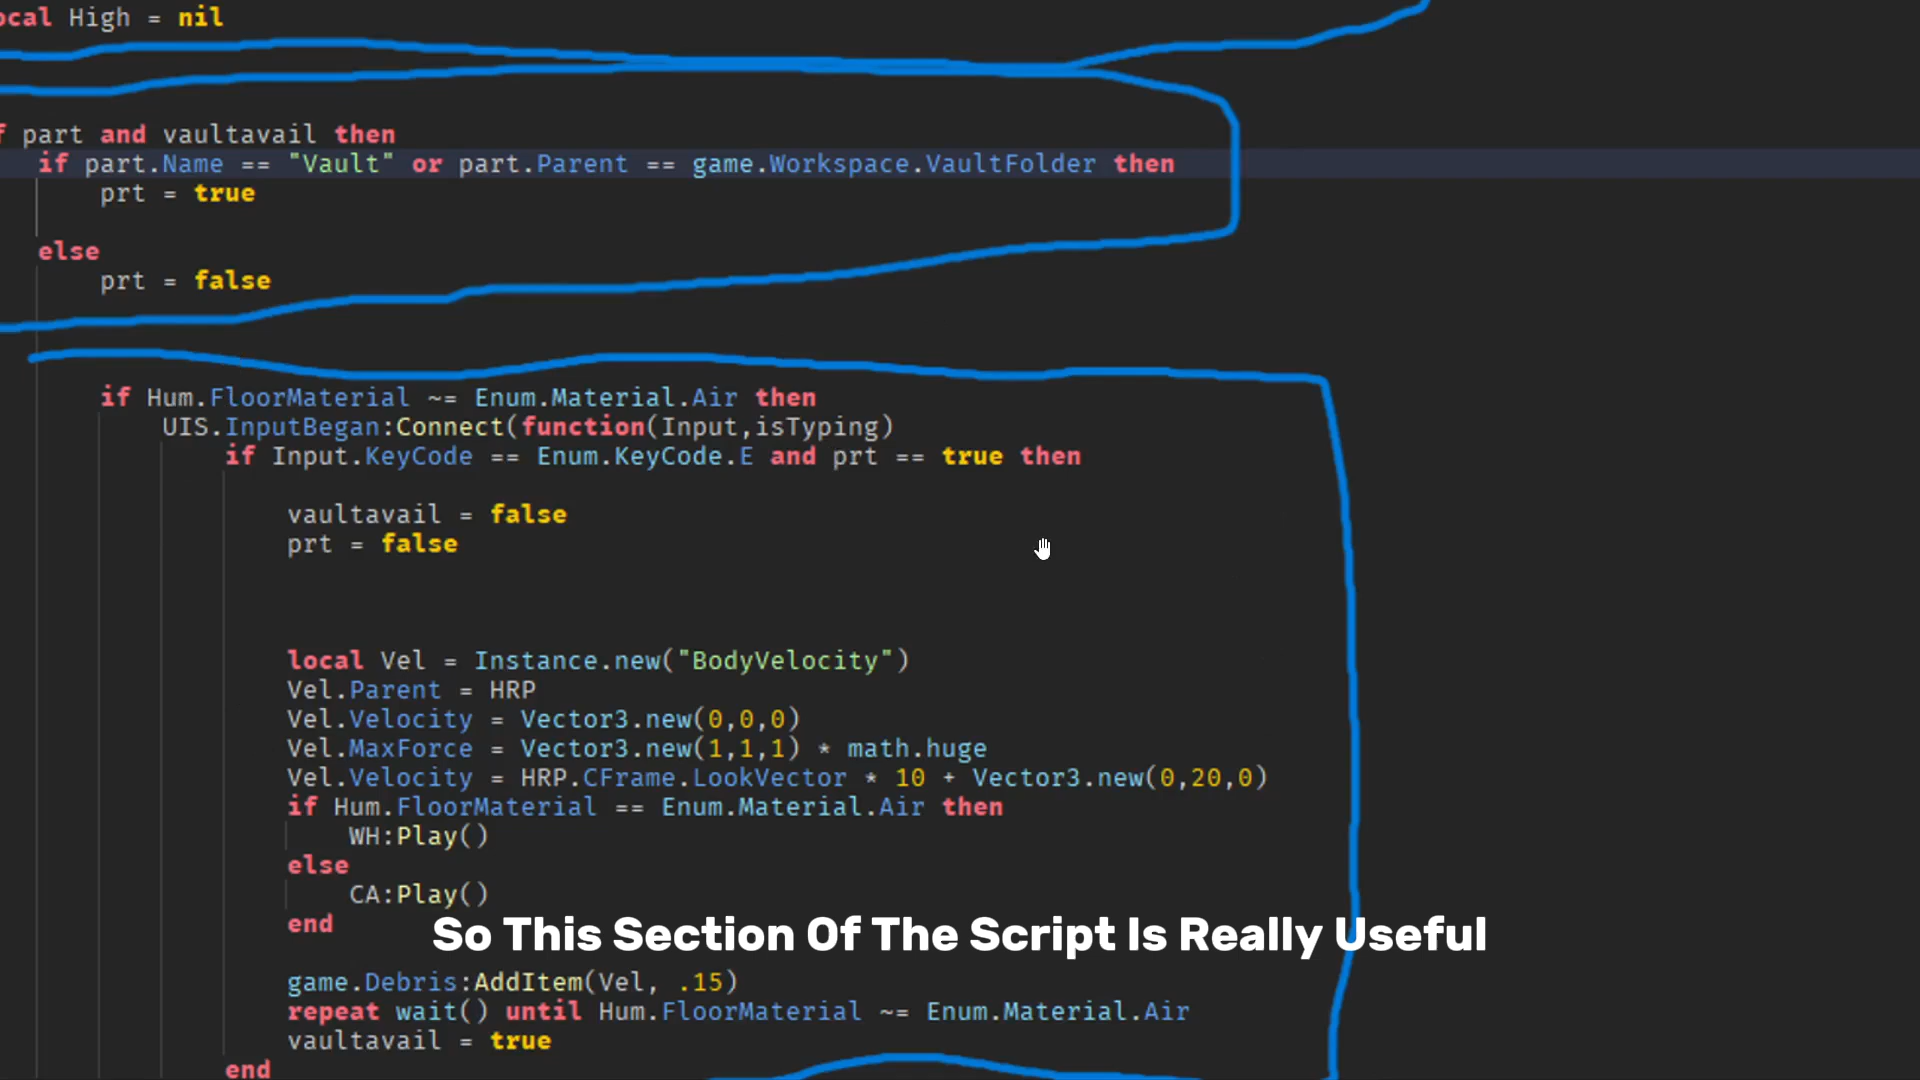 ocal High = nil
f part and vaultavail then
if part.Name == "Vault" or part.Parent == game.Workspace.VaultFolder then
prt = true
else
prt = false
if Hum.FloorMaterial ~= Enum.Material.Air then
UIS.InputBegan:Connect(function(Input,isTyping)
if Input.KeyCode == Enum.KeyCode.E and prt == true then
vaultavail = false
prt = false
local Vel = Instance.new("BodyVelocity")
Vel.Parent = HRP
Vel.Velocity = Vector3.new(0,0,0)
Vel.MaxForce = Vector3.new(1,1,1) * math.huge
Vel.Velocity = HRP.CFrame.LookVector * 10 + Vector3.new(0,20,0)
if Hum.FloorMaterial == Enum.Material.Air then
WH:Play()
else
CA:Play()
end
So This Section Of The Script Is Really Useful
game.Debris:AddItem(Vel, .15)
repeat wait() until Hum.FloorMaterial ~= Enum.Material.Air
vaultavail = true
end